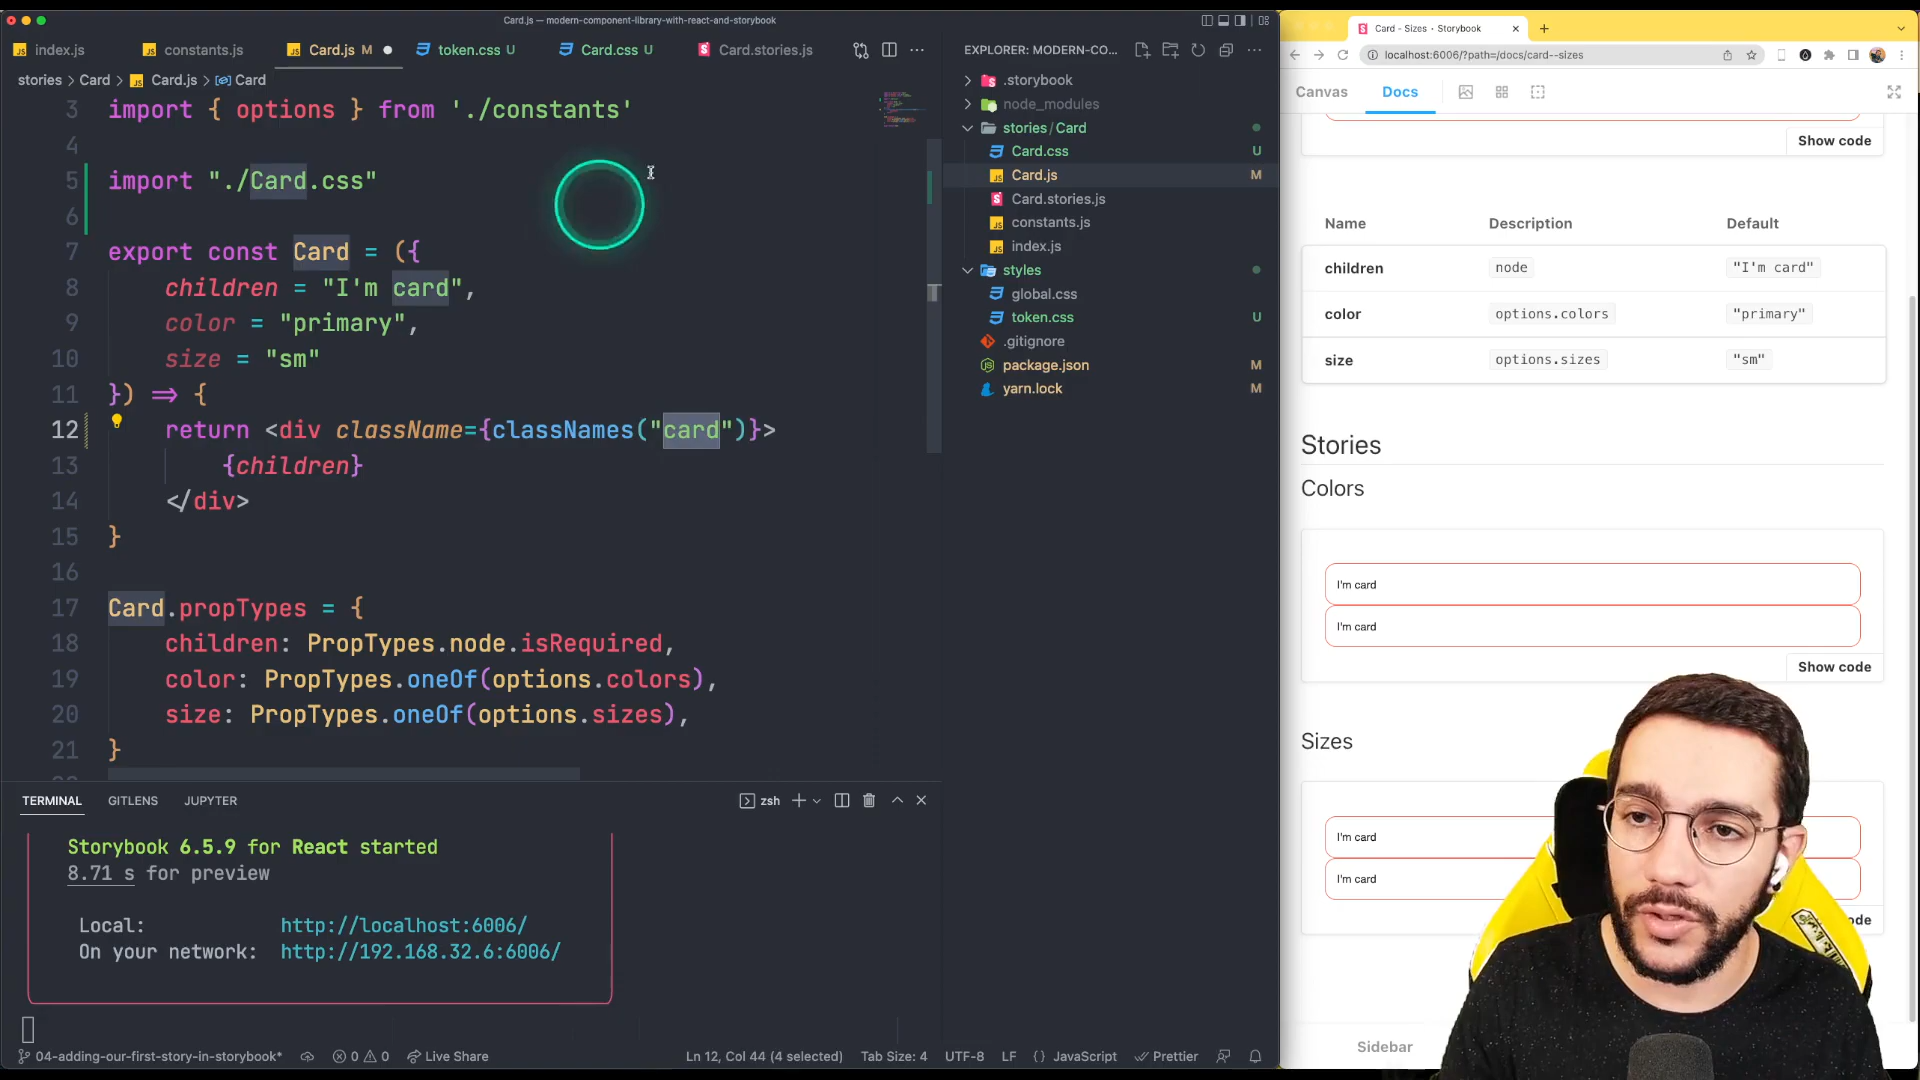 Card.js — modern-component-library-with-react-and-storybook
index.js
constants.js
Card.js M
token.css U
Card.css U
Card.stories.js
stories > Card > Card.js > Card
3 import { options } from './constants'
4
5 import "./Card.css"
6
7 export const Card = ({
8 children = "I'm card",
9 color = "primary",
10 size = "sm"
11 }) => {
12 return <div className={classNames("card")}>
13 {children}
14 </div>
15 }
16
17 Card.propTypes = {
18 children: PropTypes.node.isRequired,
19 color: PropTypes.oneOf(options.colors),
20 size: PropTypes.oneOf(options.sizes),
21 }
TERMINAL
GITLENS
JUPYTER
zsh
Storybook 6.5.9 for React started
8.71 s for preview
Local: http://localhost:6006/
On your network: http://192.168.32.6:6006/
04-adding-our-first-story-in-storybook*
0 0
Live Share
Ln 12, Col 44 (4 selected)
Tab Size: 4
UTF-8
LF
{} JavaScript
Prettier
EXPLORER: MODERN-CO...
.storybook
node_modules
stories / Card
Card.css U
Card.js M
Card.stories.js
constants.js
index.js
styles
global.css
token.css U
.gitignore
package.json M
yarn.lock M
Card - Sizes · Storybook
localhost:6006/?path=/docs/card--sizes
Canvas
Docs
Show code
Name Description Default
children node "I'm card"
color options.colors "primary"
size options.sizes "sm"
Stories
Colors
I'm card
I'm card
Show code
Sizes
I'm card
I'm card
ode
Sidebar